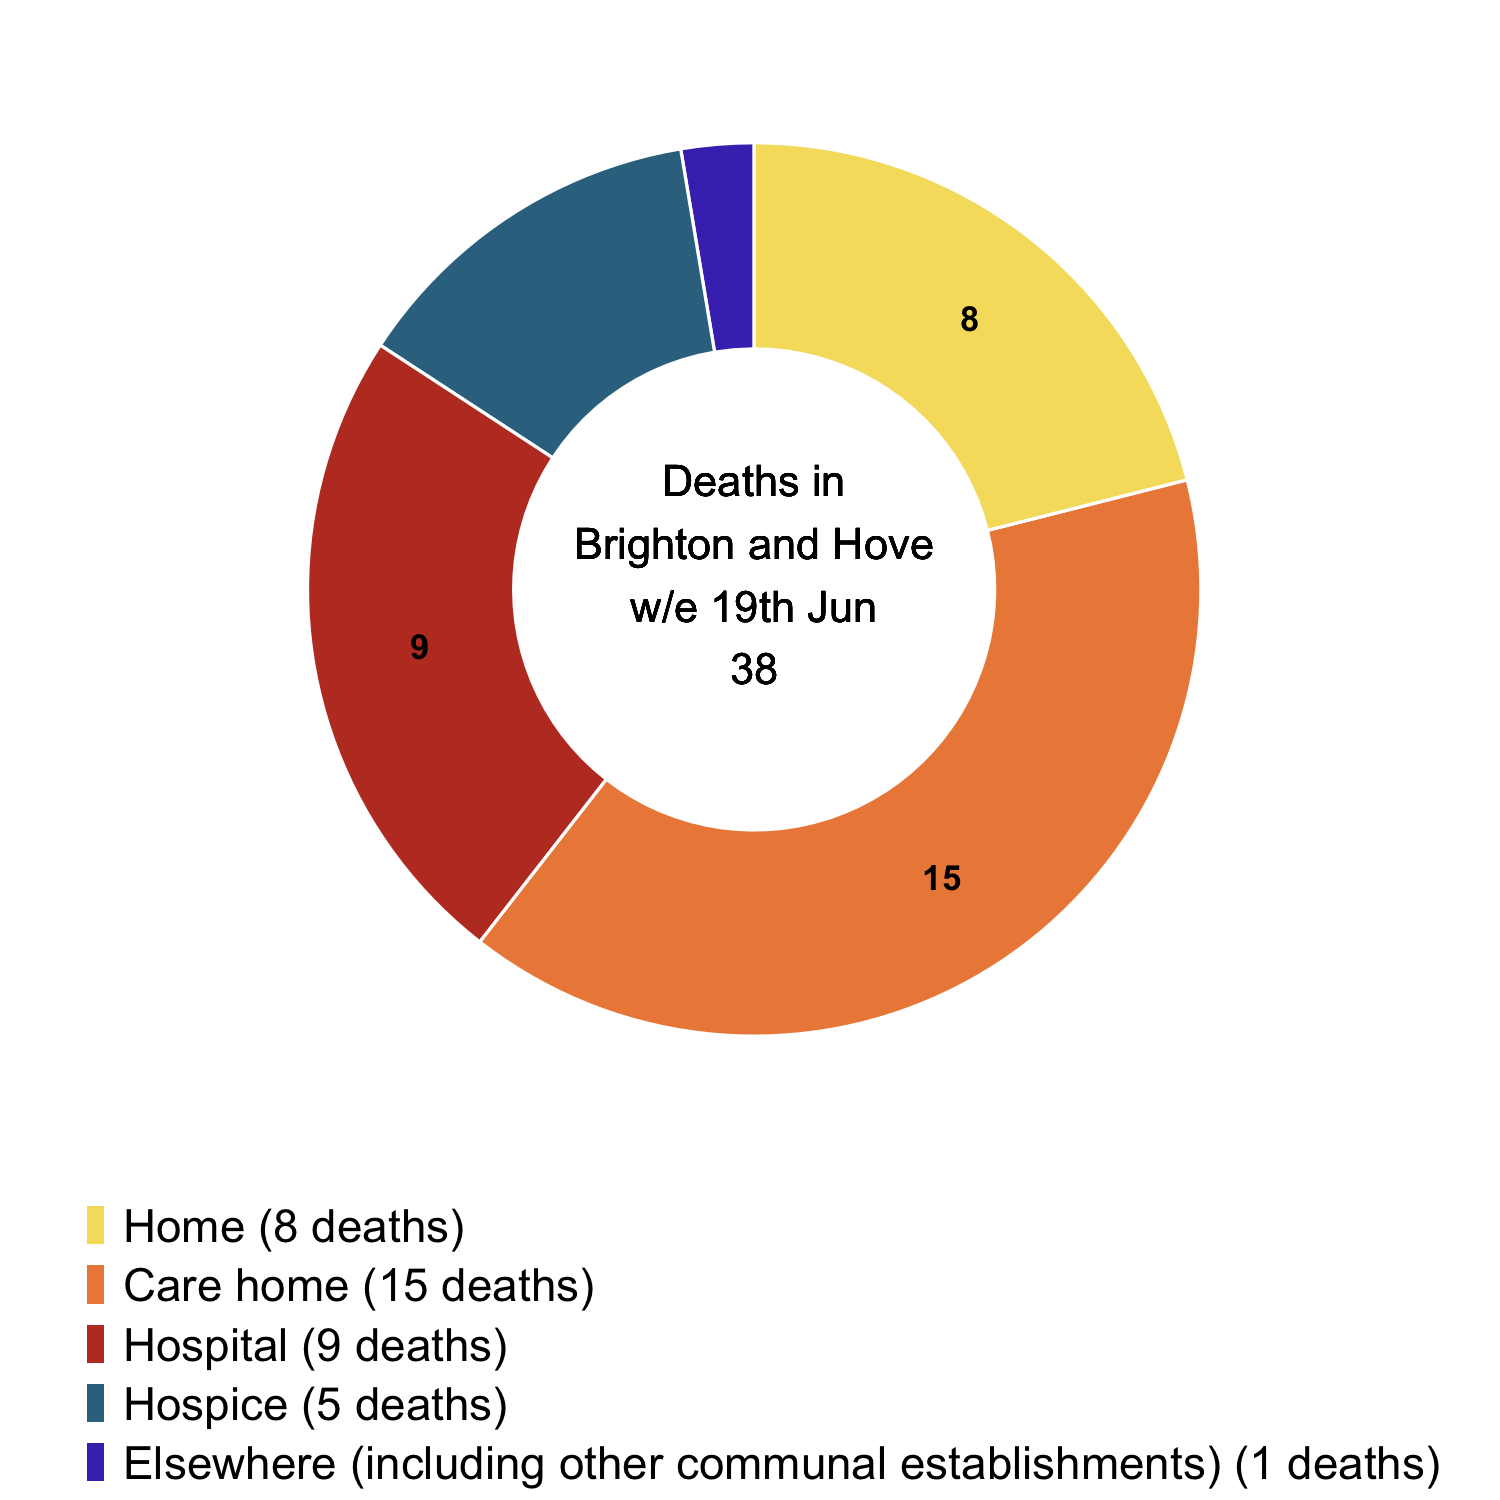 8
15
9
Deaths in
Brighton and Hove
w/e 19th Jun
38
Home (8 deaths)
Care home (15 deaths)
Hospital (9 deaths)
Hospice (5 deaths)
Elsewhere (including other communal establishments) (1 deaths)